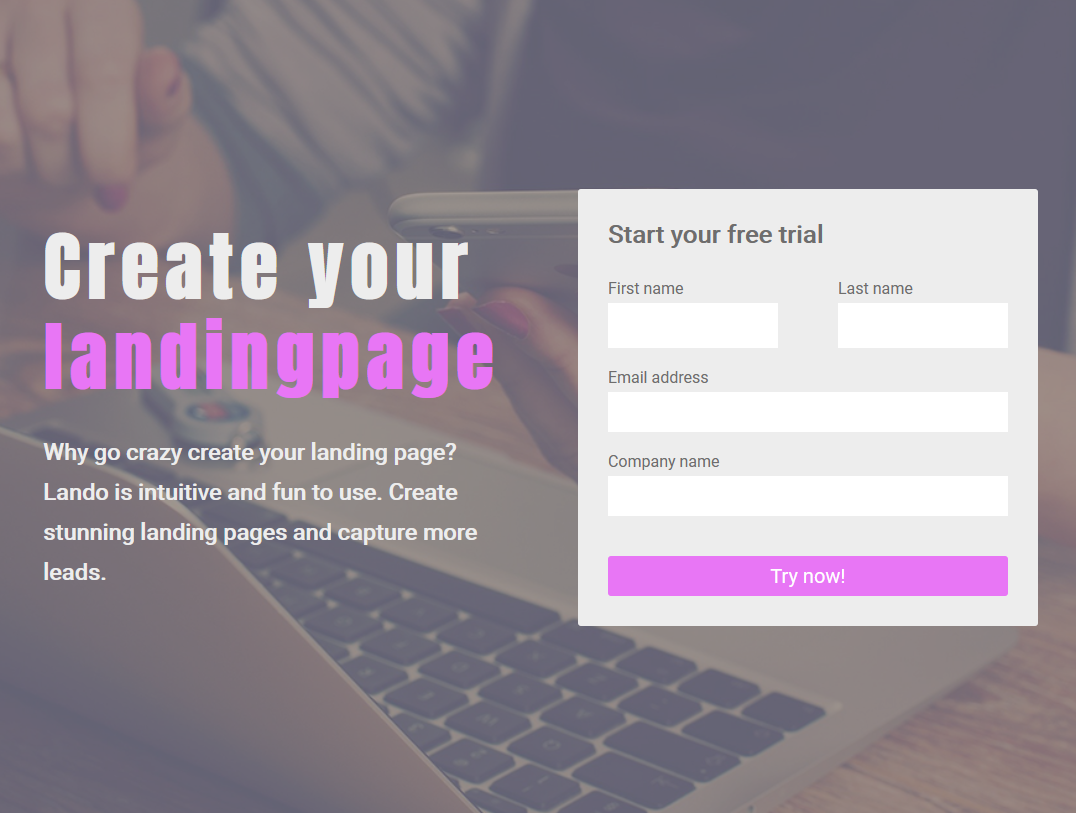 Create your
landingpage
Why go crazy create your landing page?
Lando is intuitive and fun to use. Create
stunning landing pages and capture more
leads.
Start your free trial
First name
Last name
Email address
Company name
Try now!